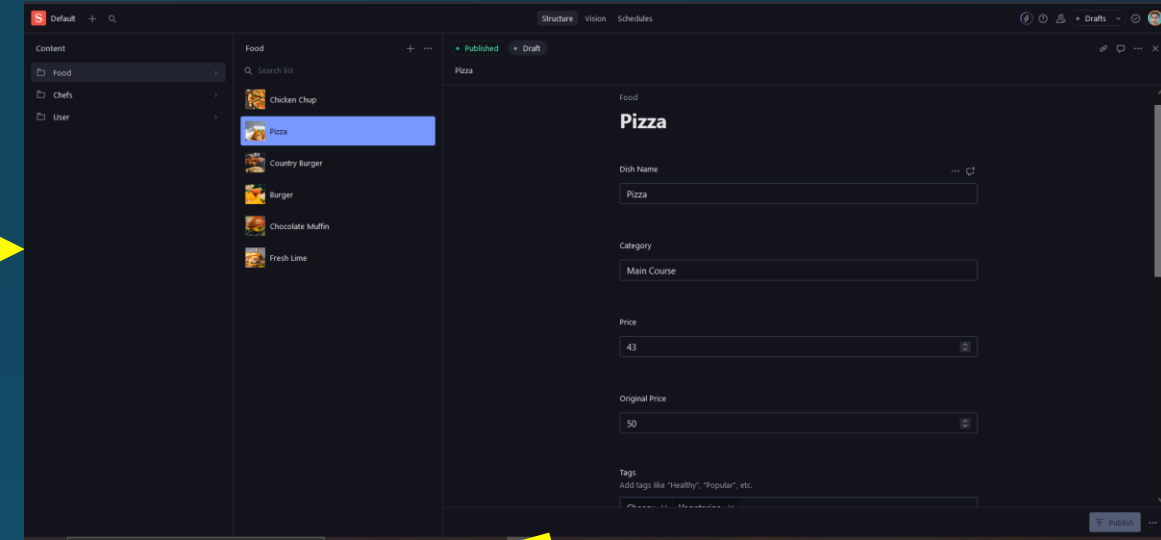 S Default
Structure Vision Schedules
Drafts
Content
Food
Chefs
User
Food
Search list
Chicken Chup
Pizza
Country Burger
Burger
Chocolate Muffin
Fresh Lime
Published Draft
Pizza
Food
Pizza
Dish Name
Pizza
Category
Main Course
Price
43
Original Price
50
Tags
Add tags like "Healthy", "Popular", etc.
Cheesy Vegetarian
Publish